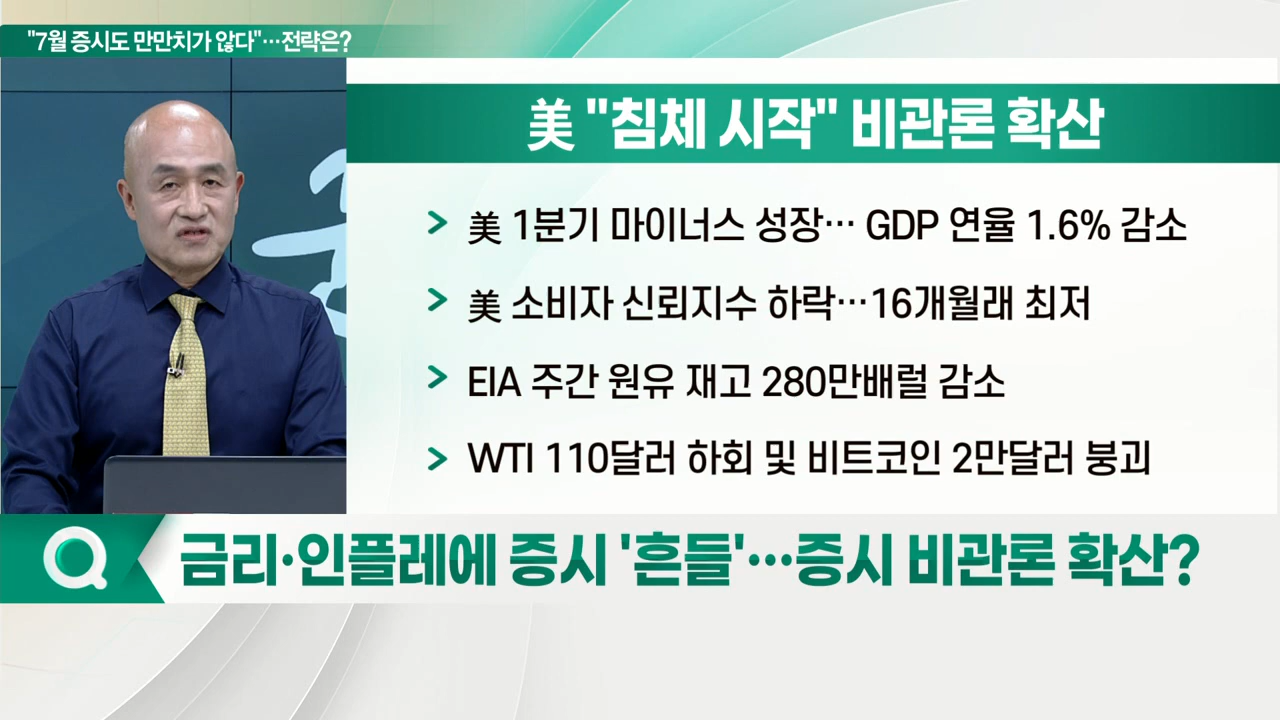 "7월 증시도 만만치가 않다"…전략은?
美 "침체 시작" 비관론 확산
美 1분기 마이너스 성장… GDP 연율 1.6% 감소
美 소비자 신뢰지수 하락…16개월래 최저
EIA 주간 원유 재고 280만배럴 감소
WTI 110달러 하회 및 비트코인 2만달러 붕괴
금리·인플레에 증시 '흔들'…증시 비관론 확산?